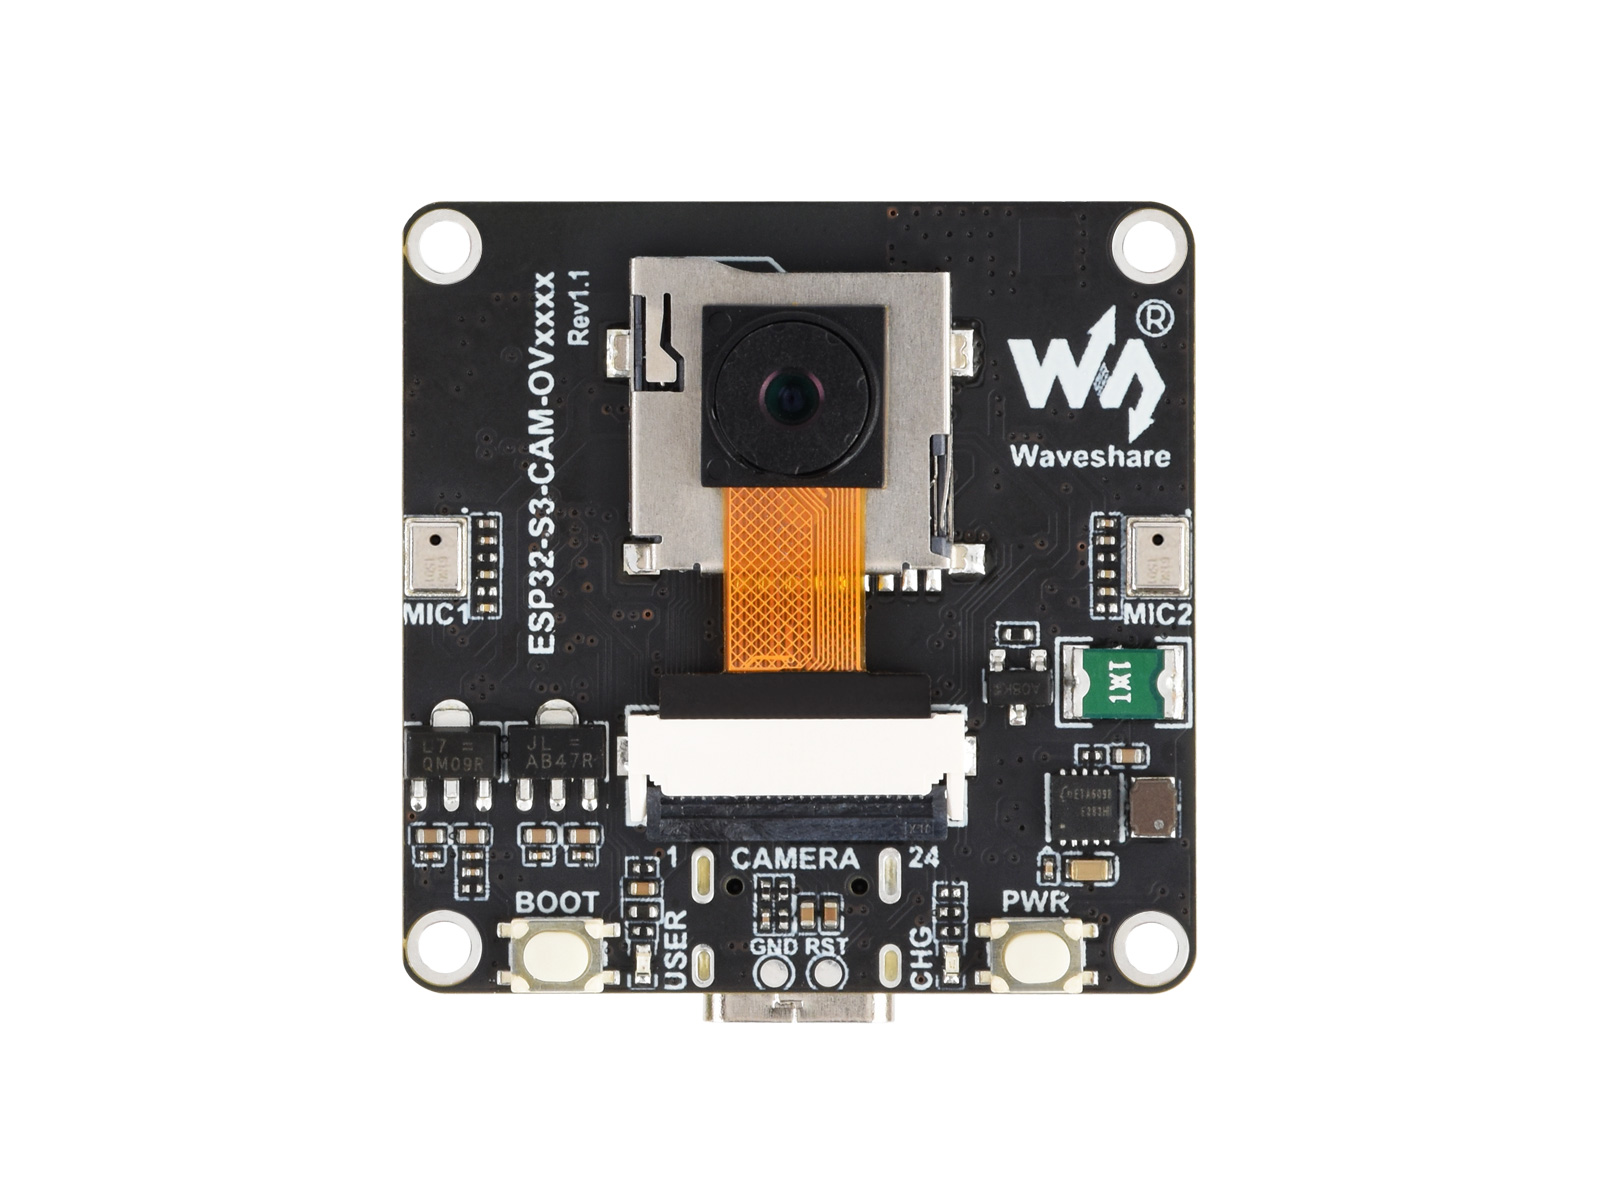 ESP32-S3-CAM-OVxxxx
Rev1.1
®
Waveshare
MIC1
MIC2
1X1
L7 =
QM09R
JL =
AB47R
1
CAMERA
24
BOOT
PWR
USER
GND
RST
CHG